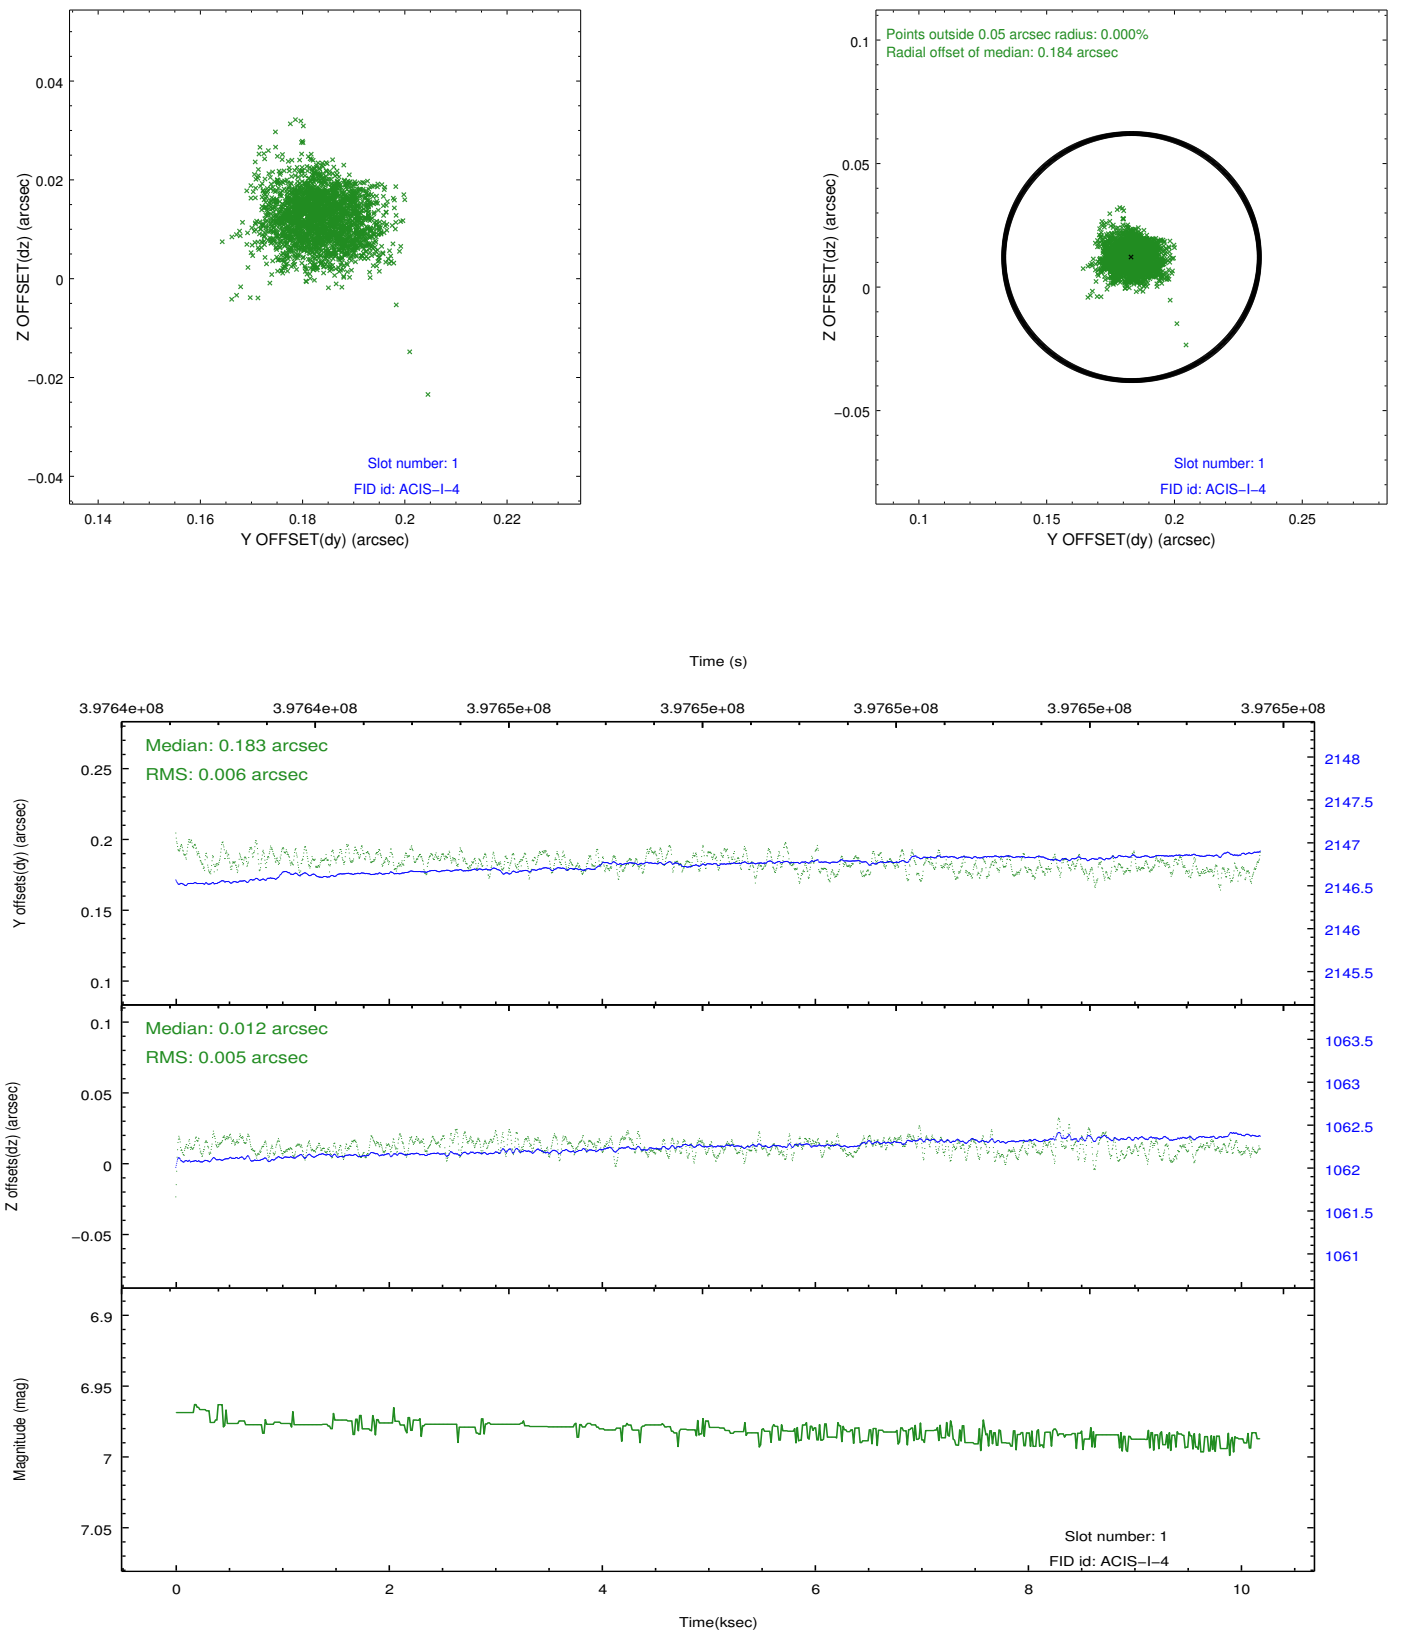 0.04
0.02
0
−0.02
−0.04
Z OFFSET(dz) (arcsec)
Slot number: 1
FID id: ACIS−I−4
0.14 0.16 0.18 0.2 0.22
Y OFFSET(dy) (arcsec)
Points outside 0.05 arcsec radius: 0.000%
Radial offset of median: 0.184 arcsec
0.1
0.05
0
−0.05
Z OFFSET(dz) (arcsec)
Slot number: 1
FID id: ACIS−I−4
0.1 0.15 0.2 0.25
Y OFFSET(dy) (arcsec)
Time (s)
3.9764e+08 3.9764e+08 3.9765e+08 3.9765e+08 3.9765e+08 3.9765e+08 3.9765e+08
Median: 0.183 arcsec
RMS: 0.006 arcsec
0.25
0.2
0.15
0.1
Y offsets(dy) (arcsec)
2148
2147.5
2147
2146.5
2146
2145.5
Median: 0.012 arcsec
RMS: 0.005 arcsec
0.1
0.05
0
−0.05
Z offsets(dz) (arcsec)
1063.5
1063
1062.5
1062
1061.5
1061
6.9
6.95
7
7.05
Magnitude (mag)
Slot number: 1
FID id: ACIS−I−4
0 2 4 6 8 10
Time(ksec)